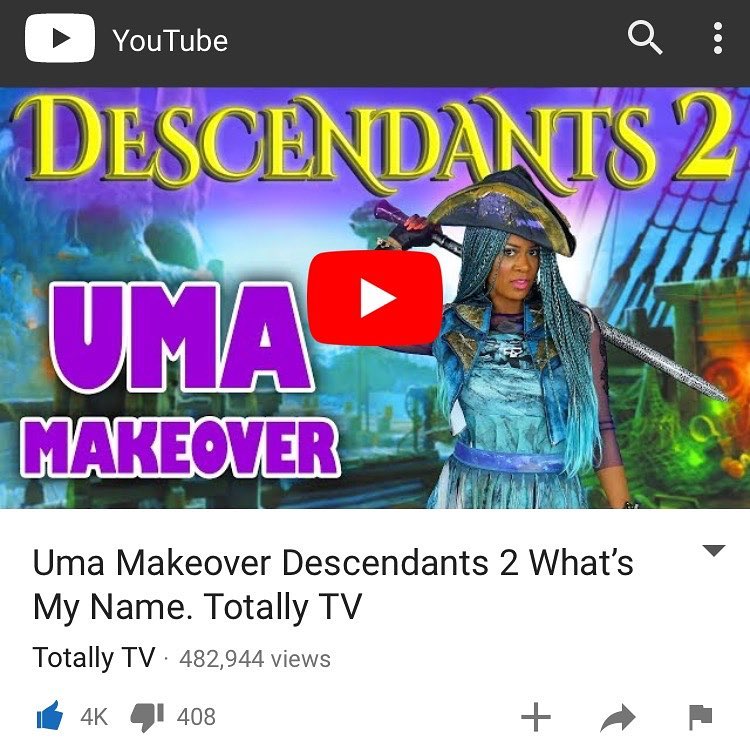 YouTube
DESCENDANTS 2
UMA
MAKEOVER
Uma Makeover Descendants 2 What’s
My Name. Totally TV
Totally TV · 482,944 views
4K 408